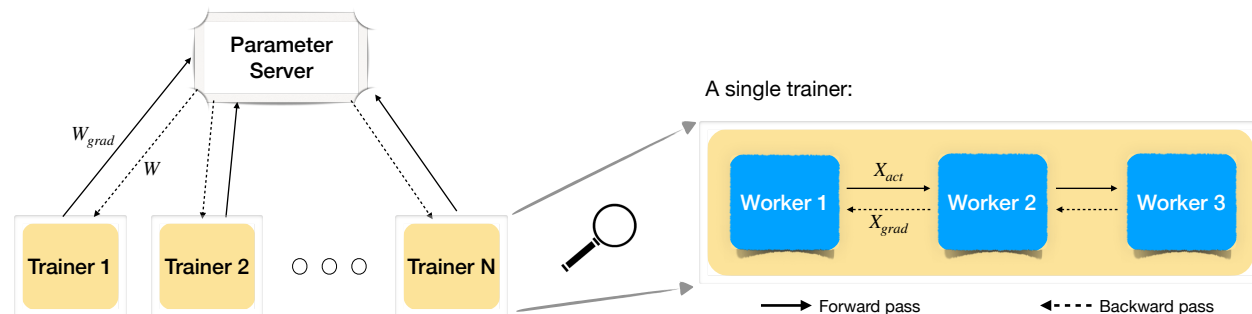 Parameter
Server
W_grad
W
Trainer 1
Trainer 2
Trainer N
A single trainer:
Worker 1
X_act
X_grad
Worker 2
Worker 3
Forward pass
Backward pass